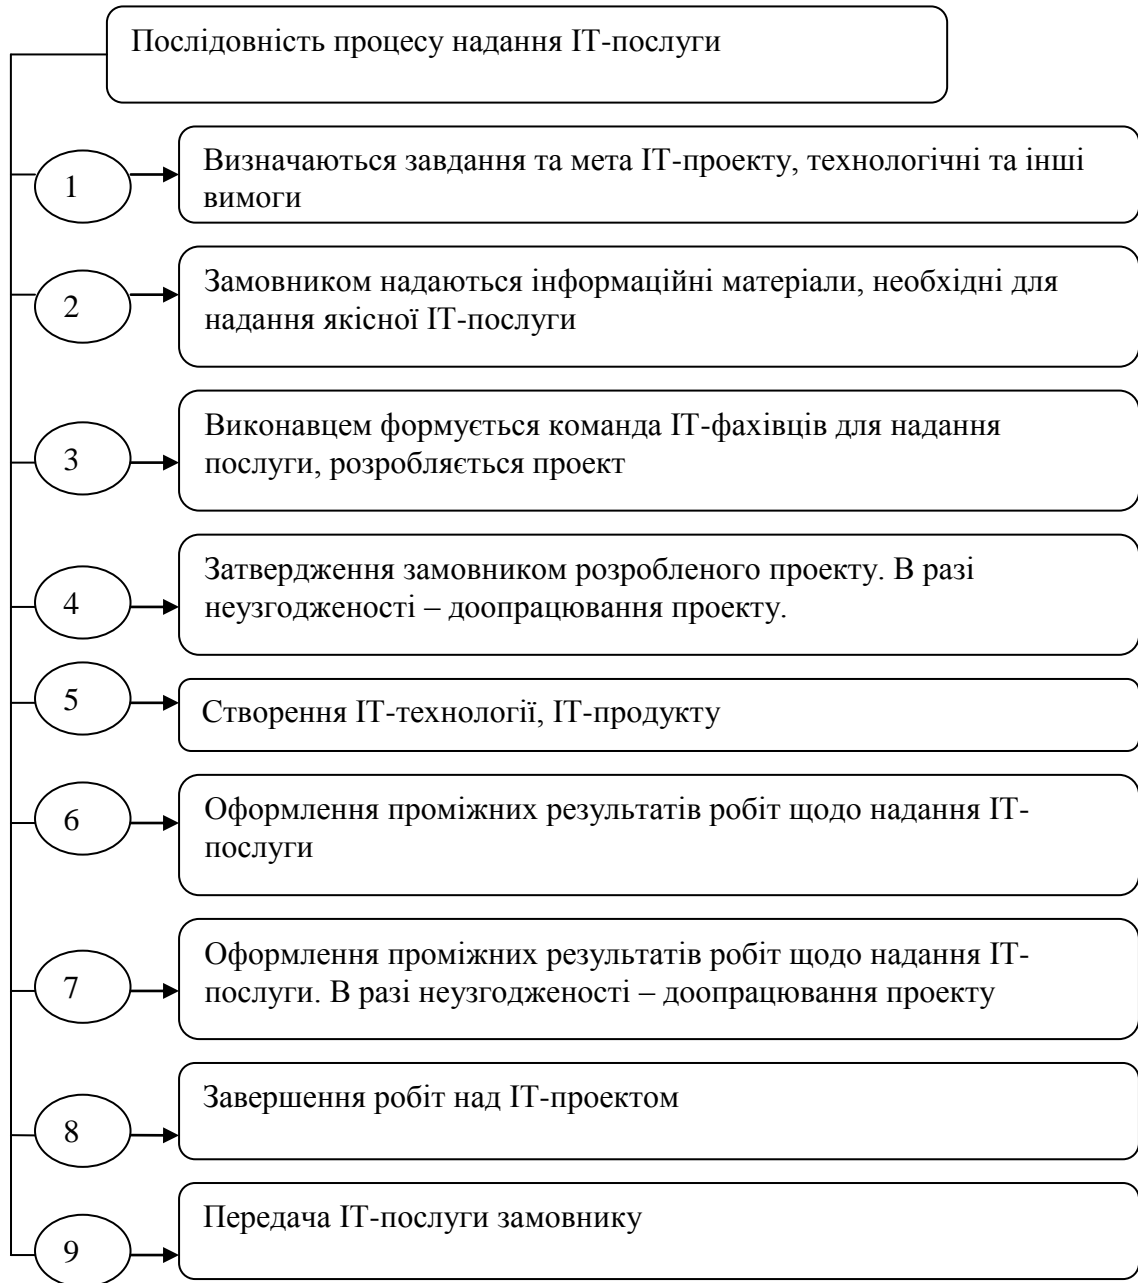 Послідовність процесу надання ІТ-послуги
1
Визначаються завдання та мета ІТ-проекту, технологічні та інші
вимоги
2
Замовником надаються інформаційні матеріали, необхідні для
надання якісної ІТ-послуги
3
Виконавцем формується команда ІТ-фахівців для надання
послуги, розробляється проект
4
Затвердження замовником розробленого проекту. В разі
неузгодженості – доопрацювання проекту.
5
Створення ІТ-технології, ІТ-продукту
6
Оформлення проміжних результатів робіт щодо надання ІТ-
послуги
7
Оформлення проміжних результатів робіт щодо надання ІТ-
послуги. В разі неузгодженості – доопрацювання проекту
8
Завершення робіт над ІТ-проектом
9
Передача ІТ-послуги замовнику